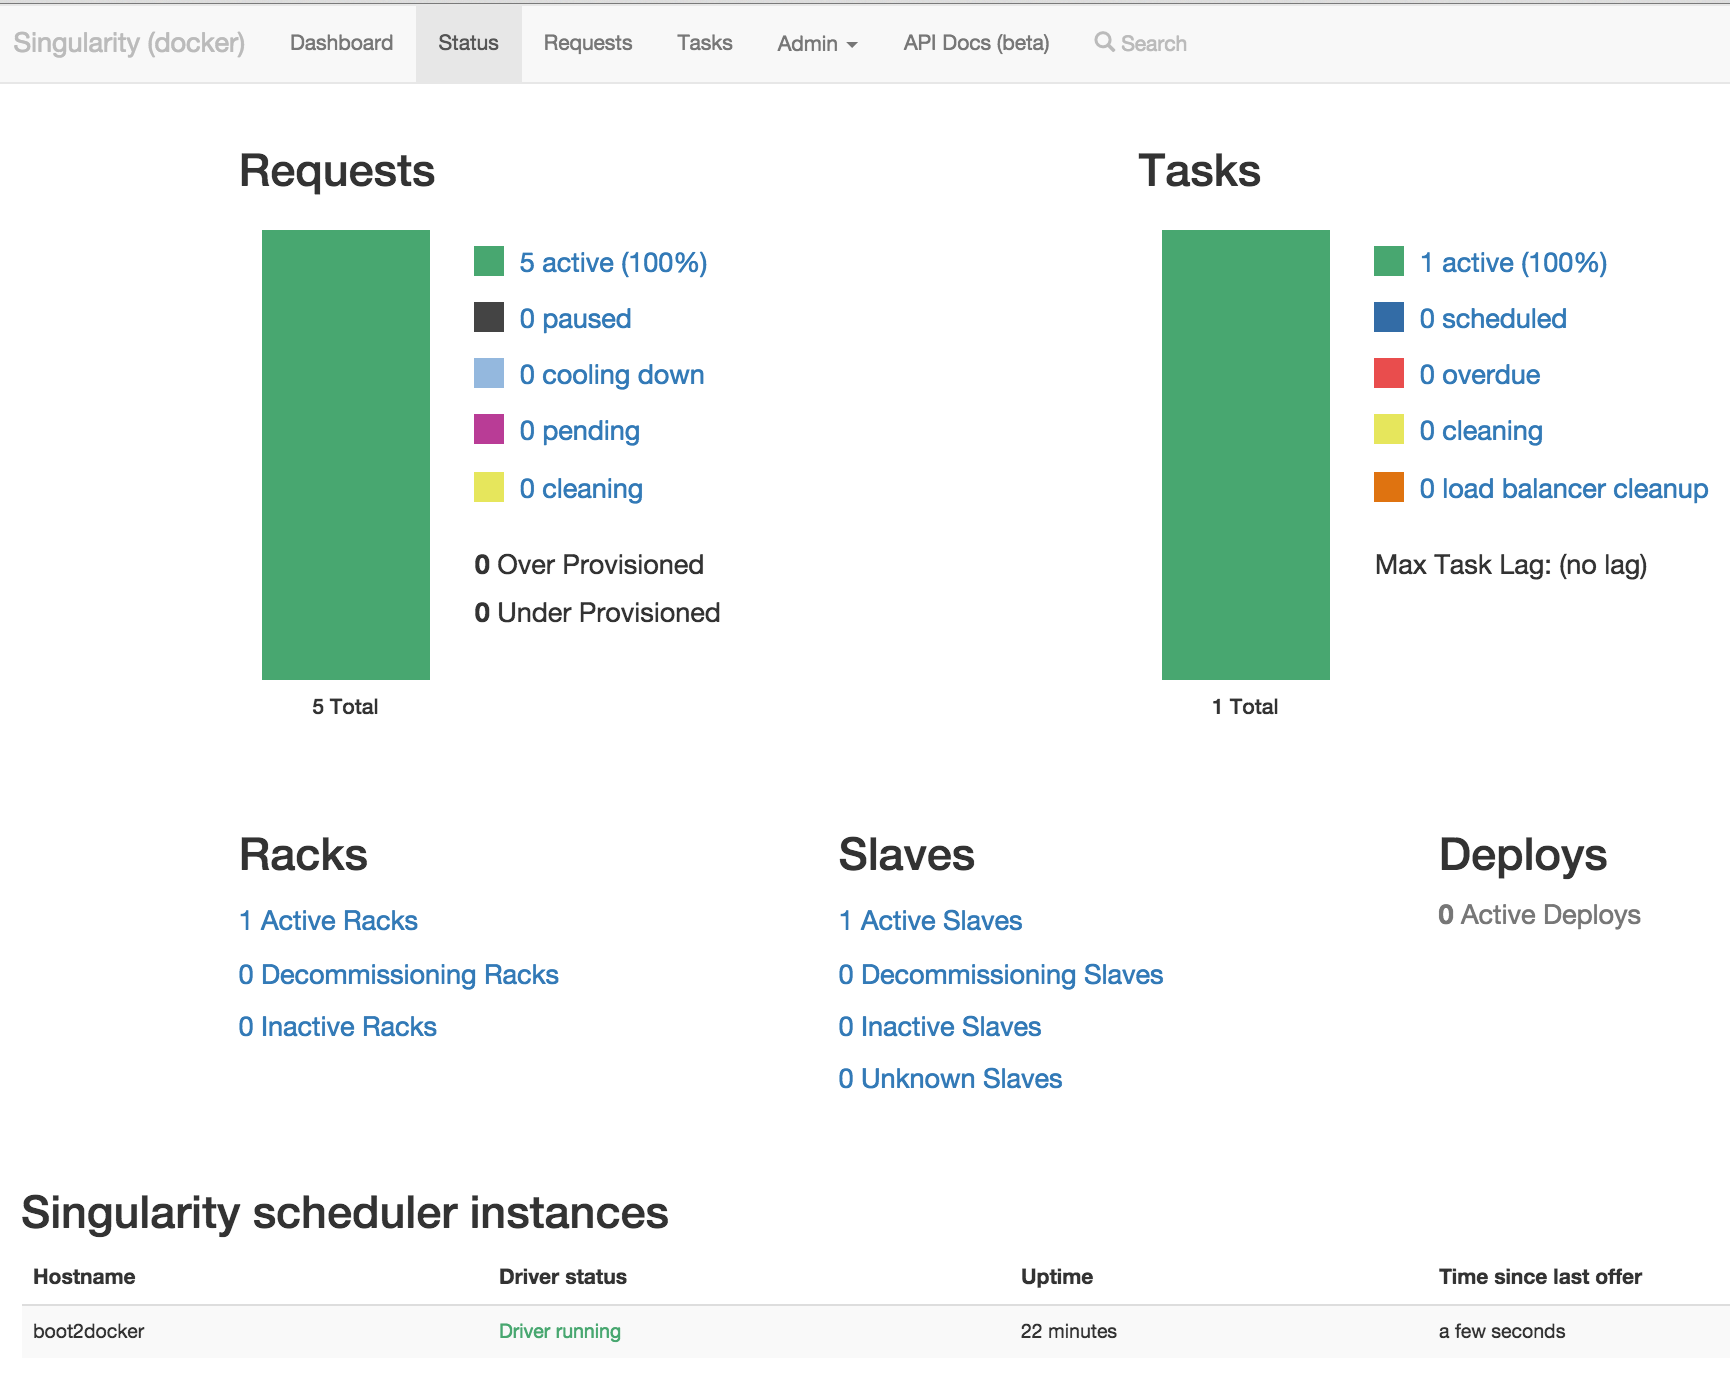 Singularity (docker) Dashboard Status Requests Tasks Admin API Docs (beta) Search
Requests
5 active (100%)
0 paused
0 cooling down
0 pending
0 cleaning
0 Over Provisioned
0 Under Provisioned
5 Total
Tasks
1 active (100%)
0 scheduled
0 overdue
0 cleaning
0 load balancer cleanup
Max Task Lag: (no lag)
1 Total
Racks
1 Active Racks
0 Decommissioning Racks
0 Inactive Racks
Slaves
1 Active Slaves
0 Decommissioning Slaves
0 Inactive Slaves
0 Unknown Slaves
Deploys
0 Active Deploys
Singularity scheduler instances
Hostname Driver status Uptime Time since last offer
boot2docker Driver running 22 minutes a few seconds